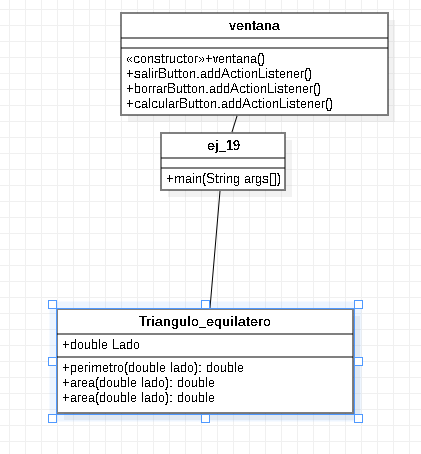 ventana
«constructor»+ventana()
+salirButton.addActionListener()
+borrarButton.addActionListener()
+calcularButton.addActionListener()
ej_19
+main(String args[])
Triangulo_equilatero
+double Lado
+perimetro(double lado): double
+area(double lado): double
+area(double lado): double